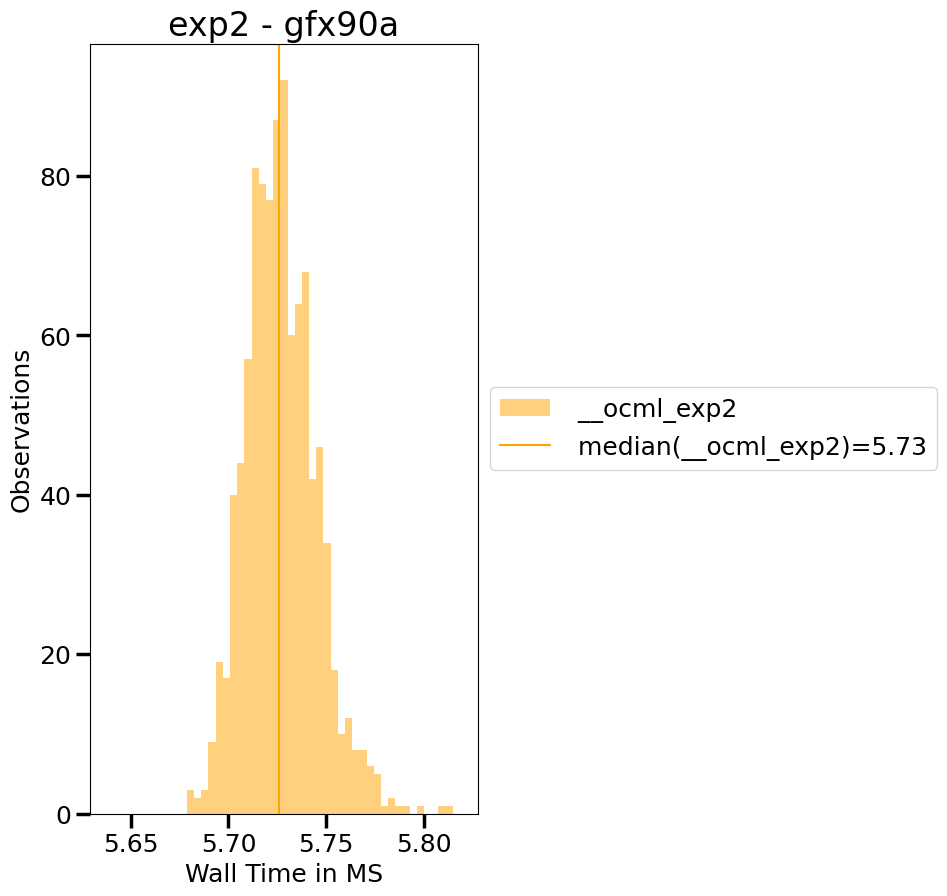 exp2 - gfx90a
80
60
40
20
0
Observations
5.65 5.70 5.75 5.80
Wall Time in MS
__ocml_exp2
median(__ocml_exp2)=5.73